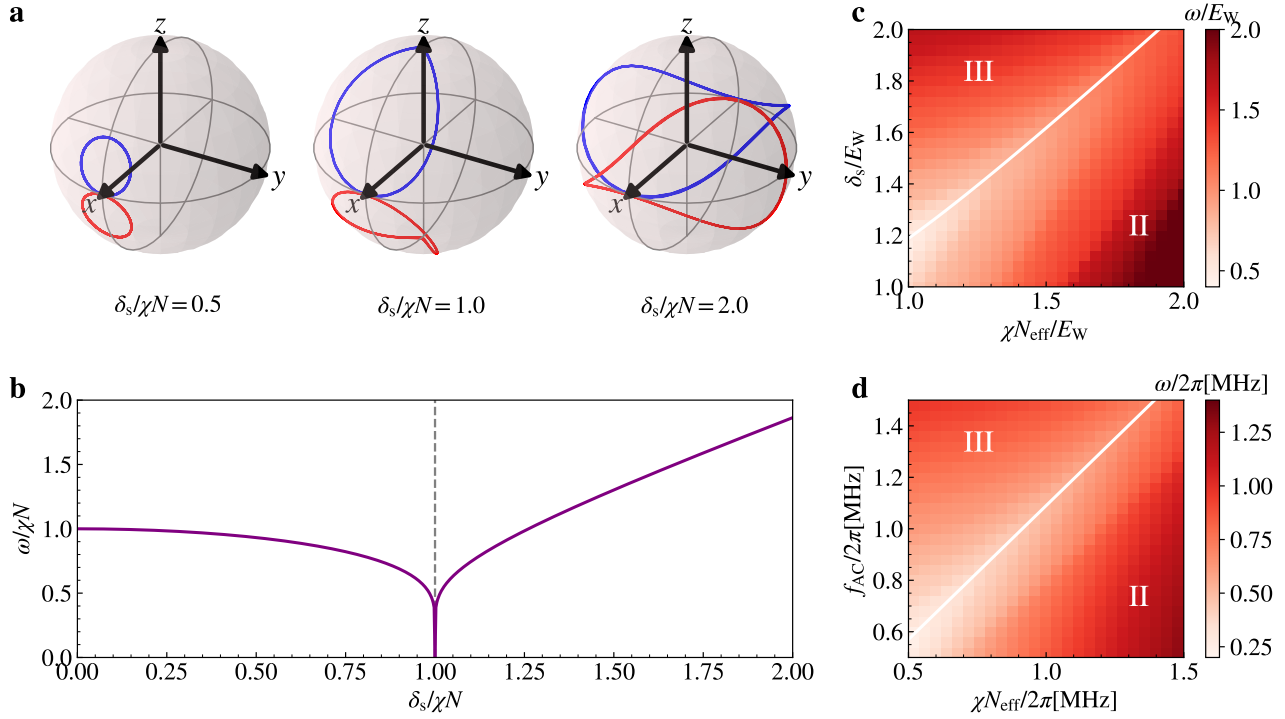 a
z
y
x
δs/χN = 0.5
z
y
x
δs/χN = 1.0
z
y
x
δs/χN = 2.0
b
2.0
1.5
1.0
0.5
0.0
ω/χN
0.00
0.25
0.50
0.75
1.00
1.25
1.50
1.75
2.00
δs/χN
c
ω/EW
2.0
1.8
1.6
1.4
1.2
1.0
δs/EW
III
II
1.0
1.5
2.0
χNeff/EW
2.0
1.5
1.0
0.5
d
ω/2π[MHz]
1.4
1.2
1.0
0.8
0.6
fAC/2π[MHz]
III
II
0.5
1.0
1.5
χNeff/2π[MHz]
1.25
1.00
0.75
0.50
0.25